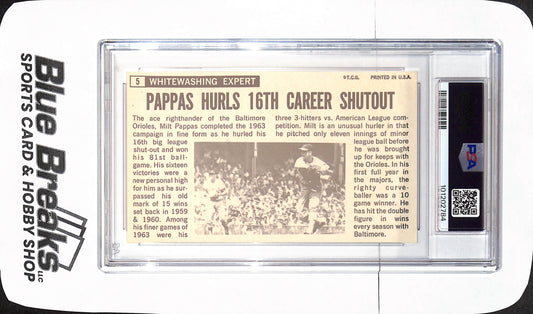 Blue Breaks LLC
SPORTS CARD & HOBBY SHOP
5 WHITEWASHING EXPERT
©T.C.G. PRINTED IN U.S.A.
PAPPAS HURLS 16TH CAREER SHUTOUT
The ace righthander of the Baltimore
Orioles, Milt Pappas completed the 1963
campaign in fine form as he hurled his
16th big league
shut-out and won
his 81st ball-
game. His sixteen
victories were a
new personal high
for him as he sur-
passed his old
mark of 15 wins
set back in 1959
& 1960. Among
his finer games of
1963 were his
three 3-hitters vs. American League com-
petition. Milt is an unusual hurler in that
he pitched only eleven innings of minor
league ball before
he was brought
up for keeps with
the Orioles. In his
first full year in
the majors, the
righty curve-
baller was a 10
game winner. He
has hit the double
figure in wins
every season with
Baltimore.
PSA
107202784